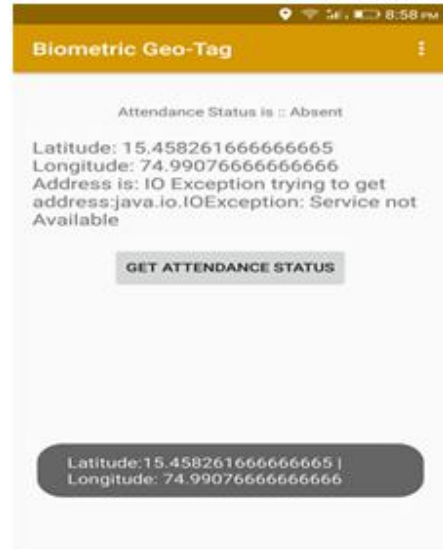 8:58 PM
Biometric Geo-Tag
Attendance Status is :: Absent
Latitude: 15.458261666666665
Longitude: 74.99076666666666
Address is: IO Exception trying to get
address:java.io.IOException: Service not
Available
GET ATTENDANCE STATUS
Latitude:15.458261666666665 |
Longitude: 74.99076666666666